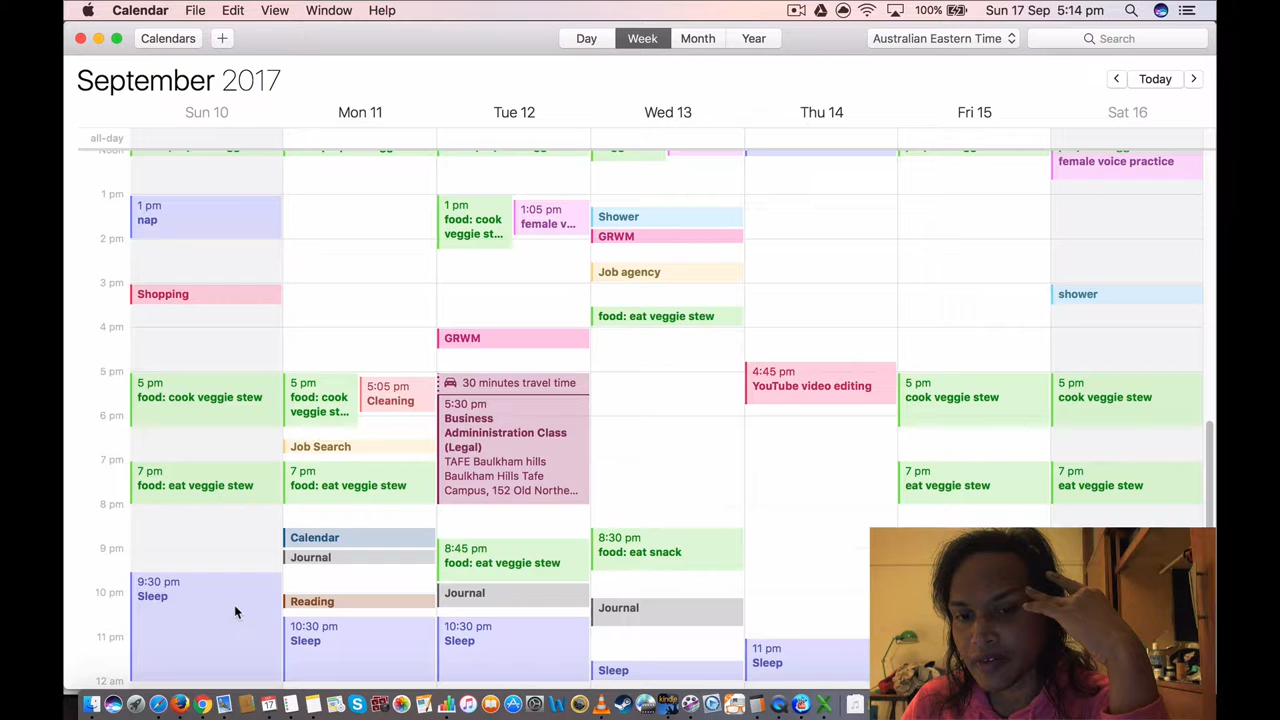 Calendar File Edit View Window Help 100% Sun 17 Sep 5:14 pm
Calendars + Day Week Month Year Australian Eastern Time Search
September 2017
Today
Sun 10 Mon 11 Tue 12 Wed 13 Thu 14 Fri 15 Sat 16
all-day
female voice practice
1 pm
2 pm
3 pm
4 pm
5 pm
6 pm
7 pm
8 pm
9 pm
10 pm
11 pm
12 am
1 pm
nap
Shopping
5 pm
food: cook veggie stew
7 pm
food: eat veggie stew
9:30 pm
Sleep
5 pm
food: cook
veggie st...
5:05 pm
Cleaning
Job Search
7 pm
food: eat veggie stew
Calendar
Journal
Reading
10:30 pm
Sleep
1 pm
food: cook
veggie st...
1:05 pm
female v...
GRWM
30 minutes travel time
5:30 pm
Business
Admininistration Class
(Legal)
TAFE Baulkham hills
Baulkham Hills Tafe
Campus, 152 Old Northe...
8:45 pm
food: eat veggie stew
Journal
10:30 pm
Sleep
Shower
GRWM
Job agency
food: eat veggie stew
8:30 pm
food: eat snack
Journal
Sleep
4:45 pm
YouTube video editing
11 pm
Sleep
5 pm
cook veggie stew
7 pm
eat veggie stew
shower
5 pm
cook veggie stew
7 pm
eat veggie stew
17
kindle